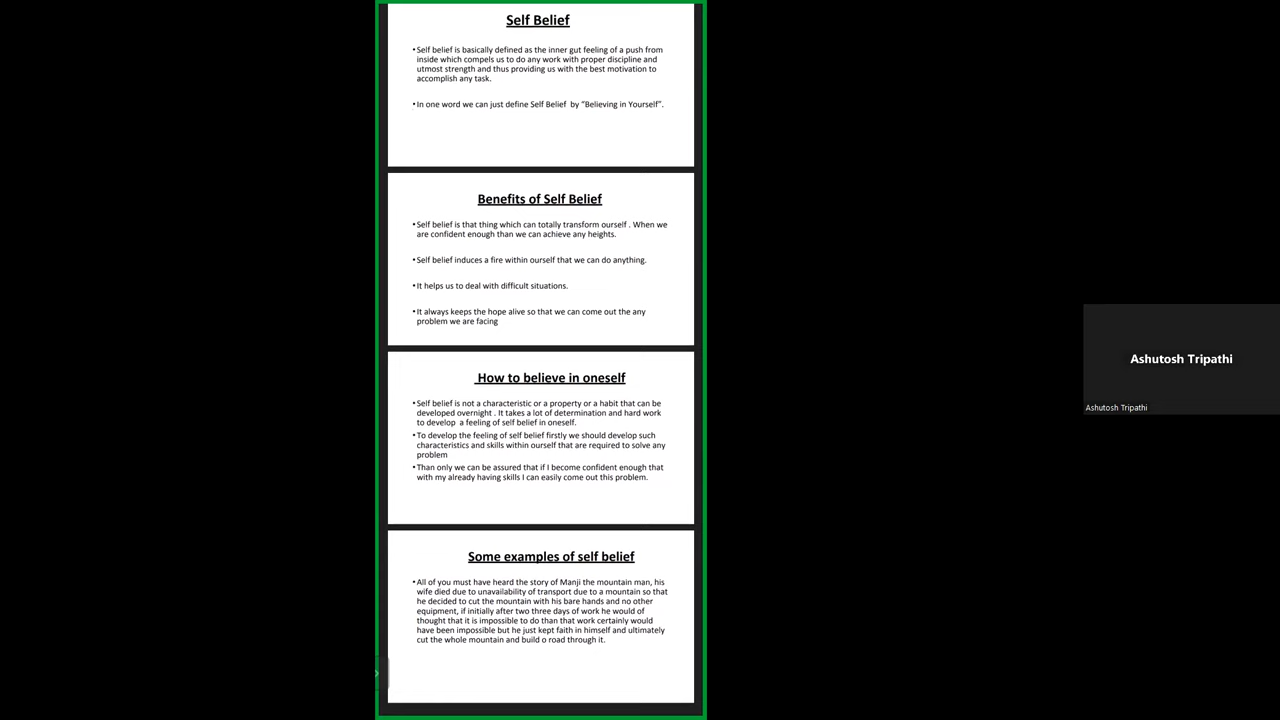 Self Belief
•Self belief is basically defined as the inner gut feeling of a push from
inside which compels us to do any work with proper discipline and
utmost strength and thus providing us with the best motivation to
accomplish any task.
•In one word we can just define Self Belief by “Believing in Yourself”.
Benefits of Self Belief
•Self belief is that thing which can totally transform ourself . When we
are confident enough than we can achieve any heights.
•Self belief induces a fire within ourself that we can do anything.
•It helps us to deal with difficult situations.
•It always keeps the hope alive so that we can come out the any
problem we are facing
How to believe in oneself
•Self belief is not a characteristic or a property or a habit that can be
developed overnight . It takes a lot of determination and hard work
to develop a feeling of self belief in oneself.
•To develop the feeling of self belief firstly we should develop such
characteristics and skills within ourself that are required to solve any
problem
•Than only we can be assured that if I become confident enough that
with my already having skills I can easily come out this problem.
Some examples of self belief
•All of you must have heard the story of Manji the mountain man, his
wife died due to unavailability of transport due to a mountain so that
he decided to cut the mountain with his bare hands and no other
equipment, if initially after two three days of work he would of
thought that it is impossible to do than that work certainly would
have been impossible but he just kept faith in himself and ultimately
cut the whole mountain and build o road through it.
Ashutosh Tripathi
Ashutosh Tripathi